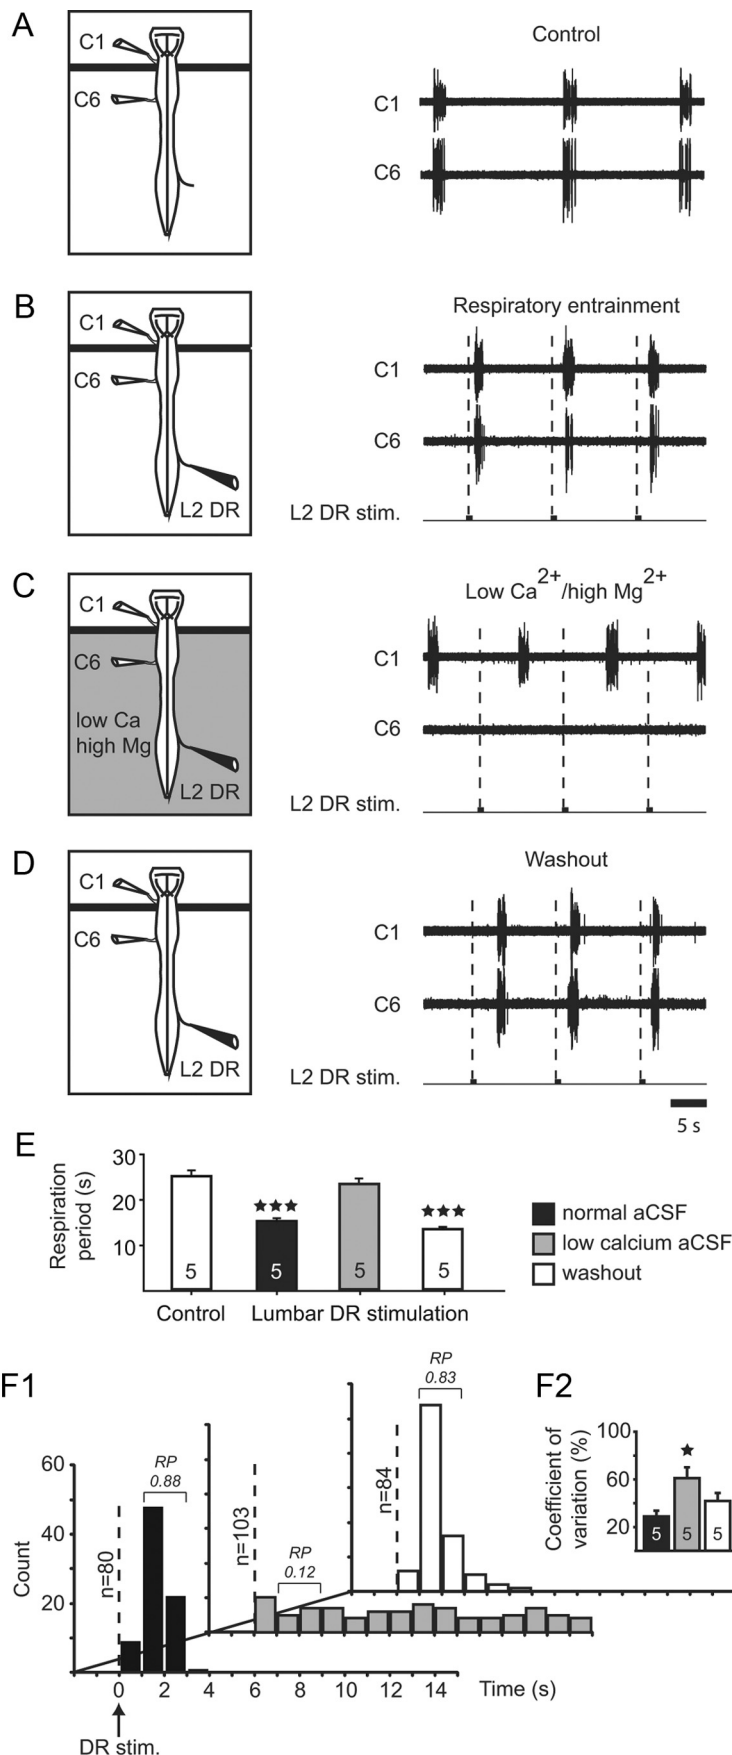 A
C1
C6
Control
C1
C6
B
C1
C6
L2 DR
Respiratory entrainment
C1
C6
L2 DR stim.
C
C1
C6
low Ca
high Mg
L2 DR
Low Ca2+/high Mg2+
C1
C6
L2 DR stim.
D
C1
C6
L2 DR
Washout
C1
C6
L2 DR stim.
5 s
E
Respiration
period (s)
30
20
10
5
★★★
5
5
★★★
5
Control
Lumbar DR stimulation
normal aCSF
low calcium aCSF
washout
F1
Count
60
40
20
n=80
RP
0.88
n=103
RP
0.12
n=84
RP
0.83
0 2 4 6 8 10 12 14
Time (s)
DR stim.
F2
Coefficient of
variation (%)
100
60
20
★
5
5
5